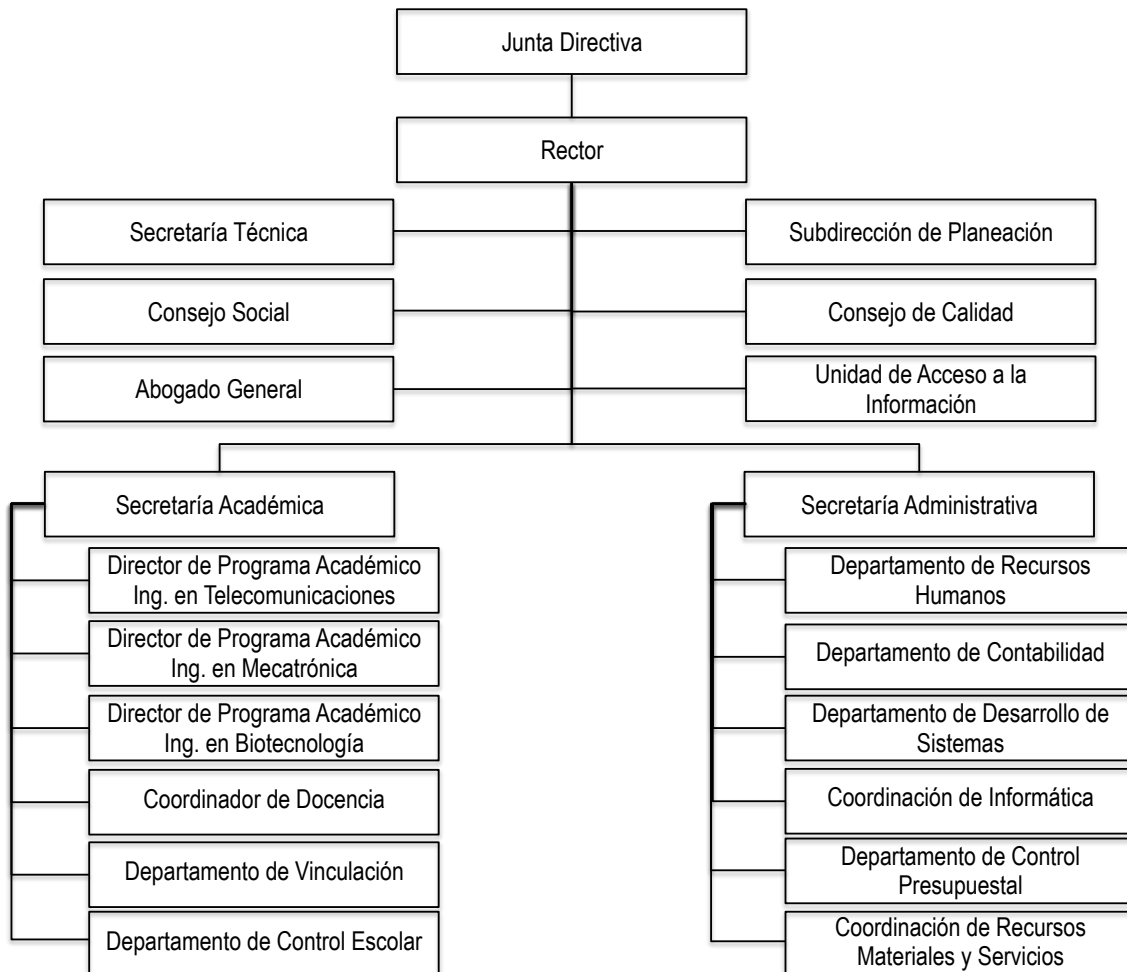 Junta Directiva
Rector
Secretaría Técnica
Subdirección de Planeación
Consejo Social
Consejo de Calidad
Abogado General
Unidad de Acceso a la
Información
Secretaría Académica
Director de Programa Académico
Ing. en Telecomunicaciones
Director de Programa Académico
Ing. en Mecatrónica
Director de Programa Académico
Ing. en Biotecnología
Coordinador de Docencia
Departamento de Vinculación
Departamento de Control Escolar
Secretaría Administrativa
Departamento de Recursos
Humanos
Departamento de Contabilidad
Departamento de Desarrollo de
Sistemas
Coordinación de Informática
Departamento de Control
Presupuestal
Coordinación de Recursos
Materiales y Servicios